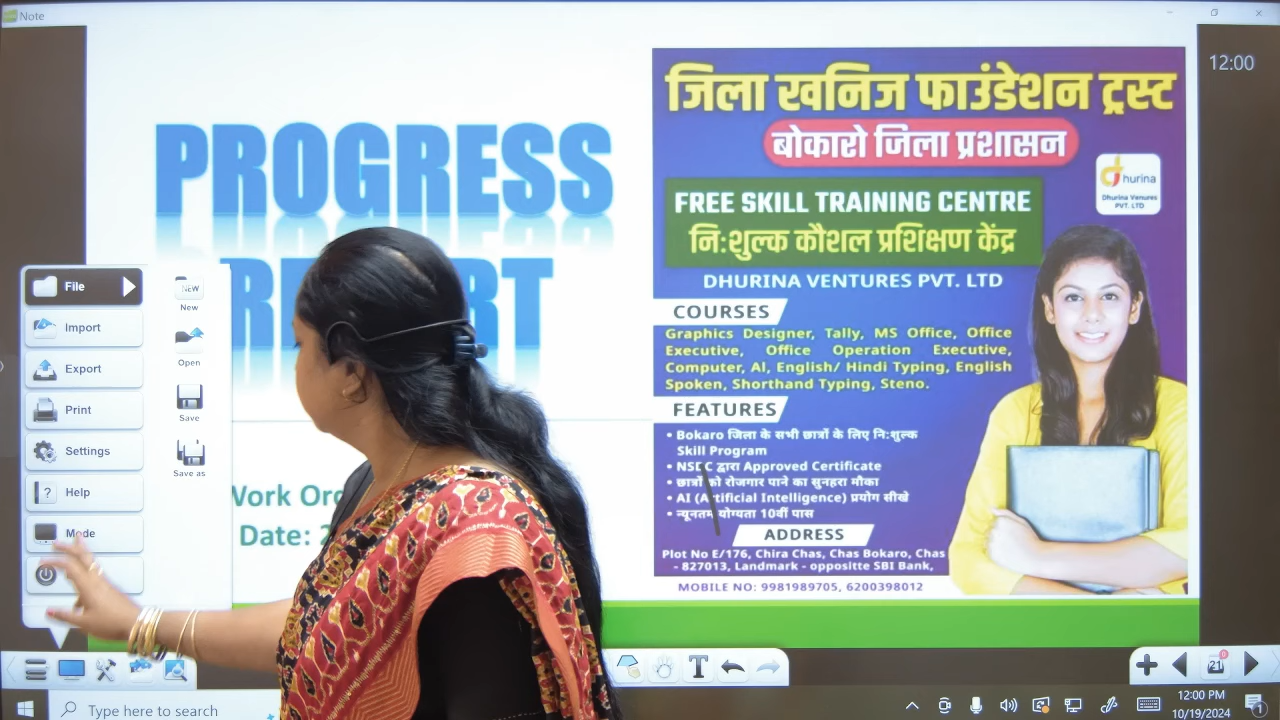 Note
12:00
PROGRESS
जिला खनिज फाउंडेशन ट्रस्ट
बोकारो जिला प्रशासन
hurina
Dhurina Venures
PVT. LTD
FREE SKILL TRAINING CENTRE
नि:शुल्क कौशल प्रशिक्षण केंद्र
DHURINA VENTURES PVT. LTD
COURSES
Graphics Designer, Tally, MS Office, Office
Executive, Office Operation Executive,
Computer, AI, English/ Hindi Typing, English
Spoken, Shorthand Typing, Steno.
FEATURES
• Bokaro जिला के सभी छात्रों के लिए नि:शुल्क
Skill Program
• NSDC द्वारा Approved Certificate
• छात्रों को रोजगार पाने का सुनहरा मौका
• AI (Artificial Intelligence) प्रयोग सीखे
• न्यूनतम योग्यता 10वीं पास
ADDRESS
Plot No E/176, Chira Chas, Chas Bokaro, Chas
- 827013, Landmark - oppositte SBI Bank,
MOBILE NO: 9981989705, 6200398012
File
Import
Export
Print
Settings
Help
Mode
NEW
New
Open
Save
Save as
Work
Date:
T
21
Type here to search
12:00 PM
10/19/2024